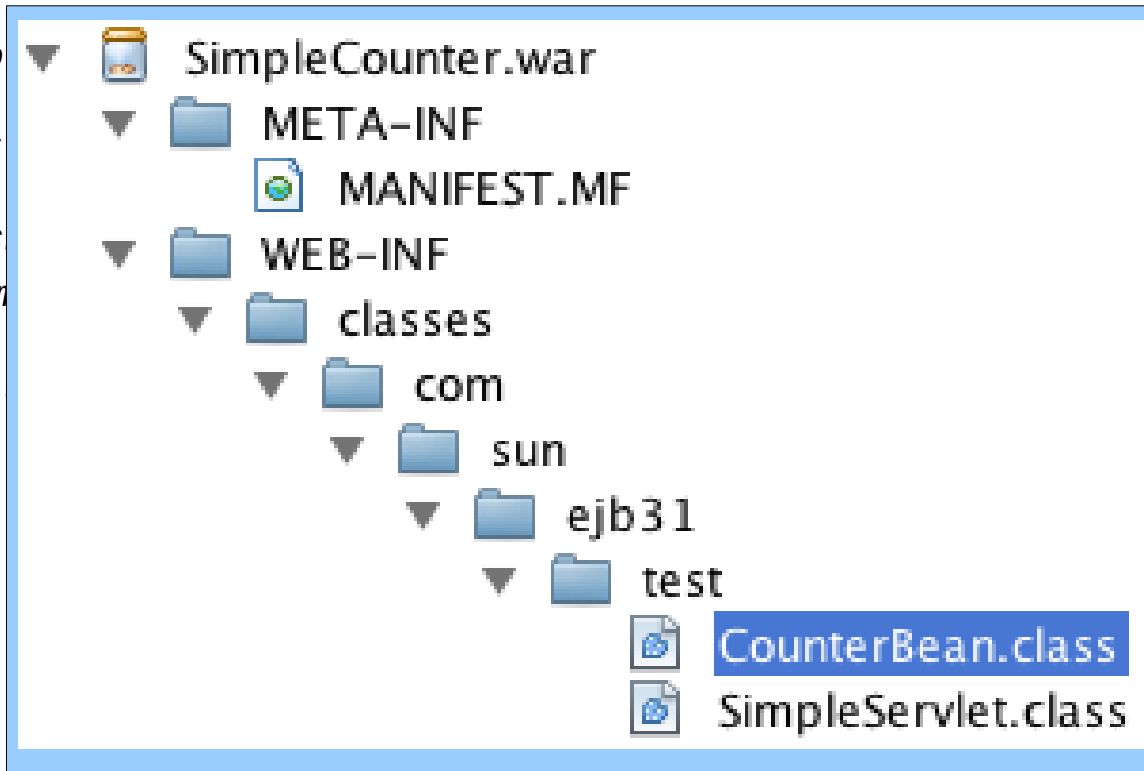 SimpleCounter.war
META-INF
MANIFEST.MF
WEB-INF
classes
com
sun
ejb31
test
CounterBean.class
SimpleServlet.class